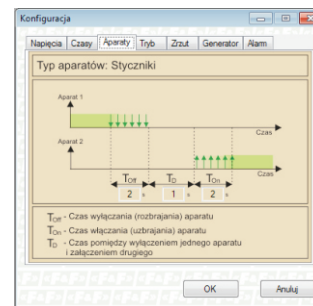 Konfiguracja
Napięcia Czasy Aparaty Tryb Zrzut Generator Alarm
Typ aparatów: Styczniki
Aparat 1
Czas
Aparat 2
Czas
TOff TD TOn
2 s 1 s 2 s
TOff - Czas wyłączania (rozbrajania) aparatu
TOn - Czas włączania (uzbrajania) aparatu
TD - Czas pomiędzy wyłączeniem jednego aparatu
i załączeniem drugiego
OK Anuluj